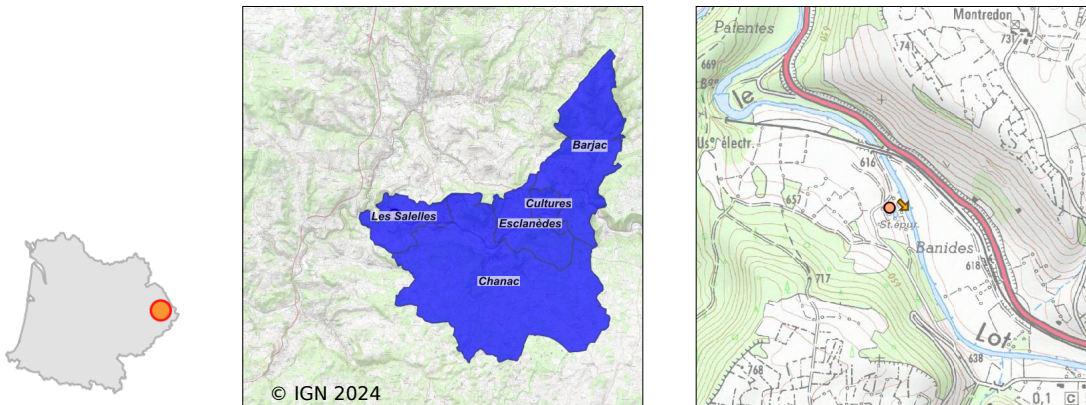 Barjac
Cultures
Les Salelles
Esclanèdes
Chanac
© IGN 2024
Montredon
731
Patentes
741
669
le
Us. électr.
616
657
St.épur.
Banides
618
717
Lot
638
768
0,1
C